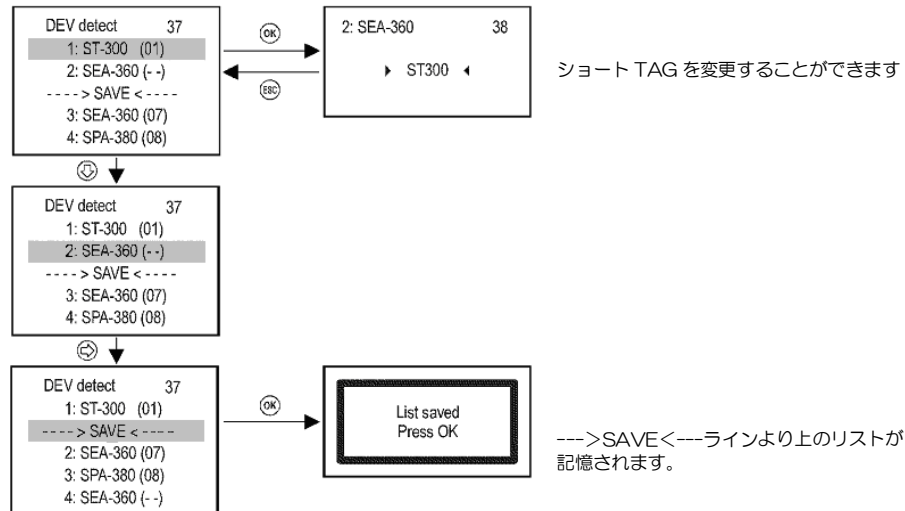 DEV detect 37
1: ST-300 (01)
2: SEA-360 (- -)
- - - - > SAVE < - - - -
3: SEA-360 (07)
4: SPA-380 (08)
OK
ESC
2: SEA-360 38
ST300
ショート TAG を変更することができます
DEV detect 37
1: ST-300 (01)
2: SEA-360 (- -)
- - - - > SAVE < - - - -
3: SEA-360 (07)
4: SPA-380 (08)
DEV detect 37
1: ST-300 (01)
- - - - > SAVE < - - - -
2: SEA-360 (07)
3: SPA-380 (08)
4: SEA-360 (- -)
OK
List saved
Press OK
--->SAVE<---ラインより上のリストが
記憶されます。